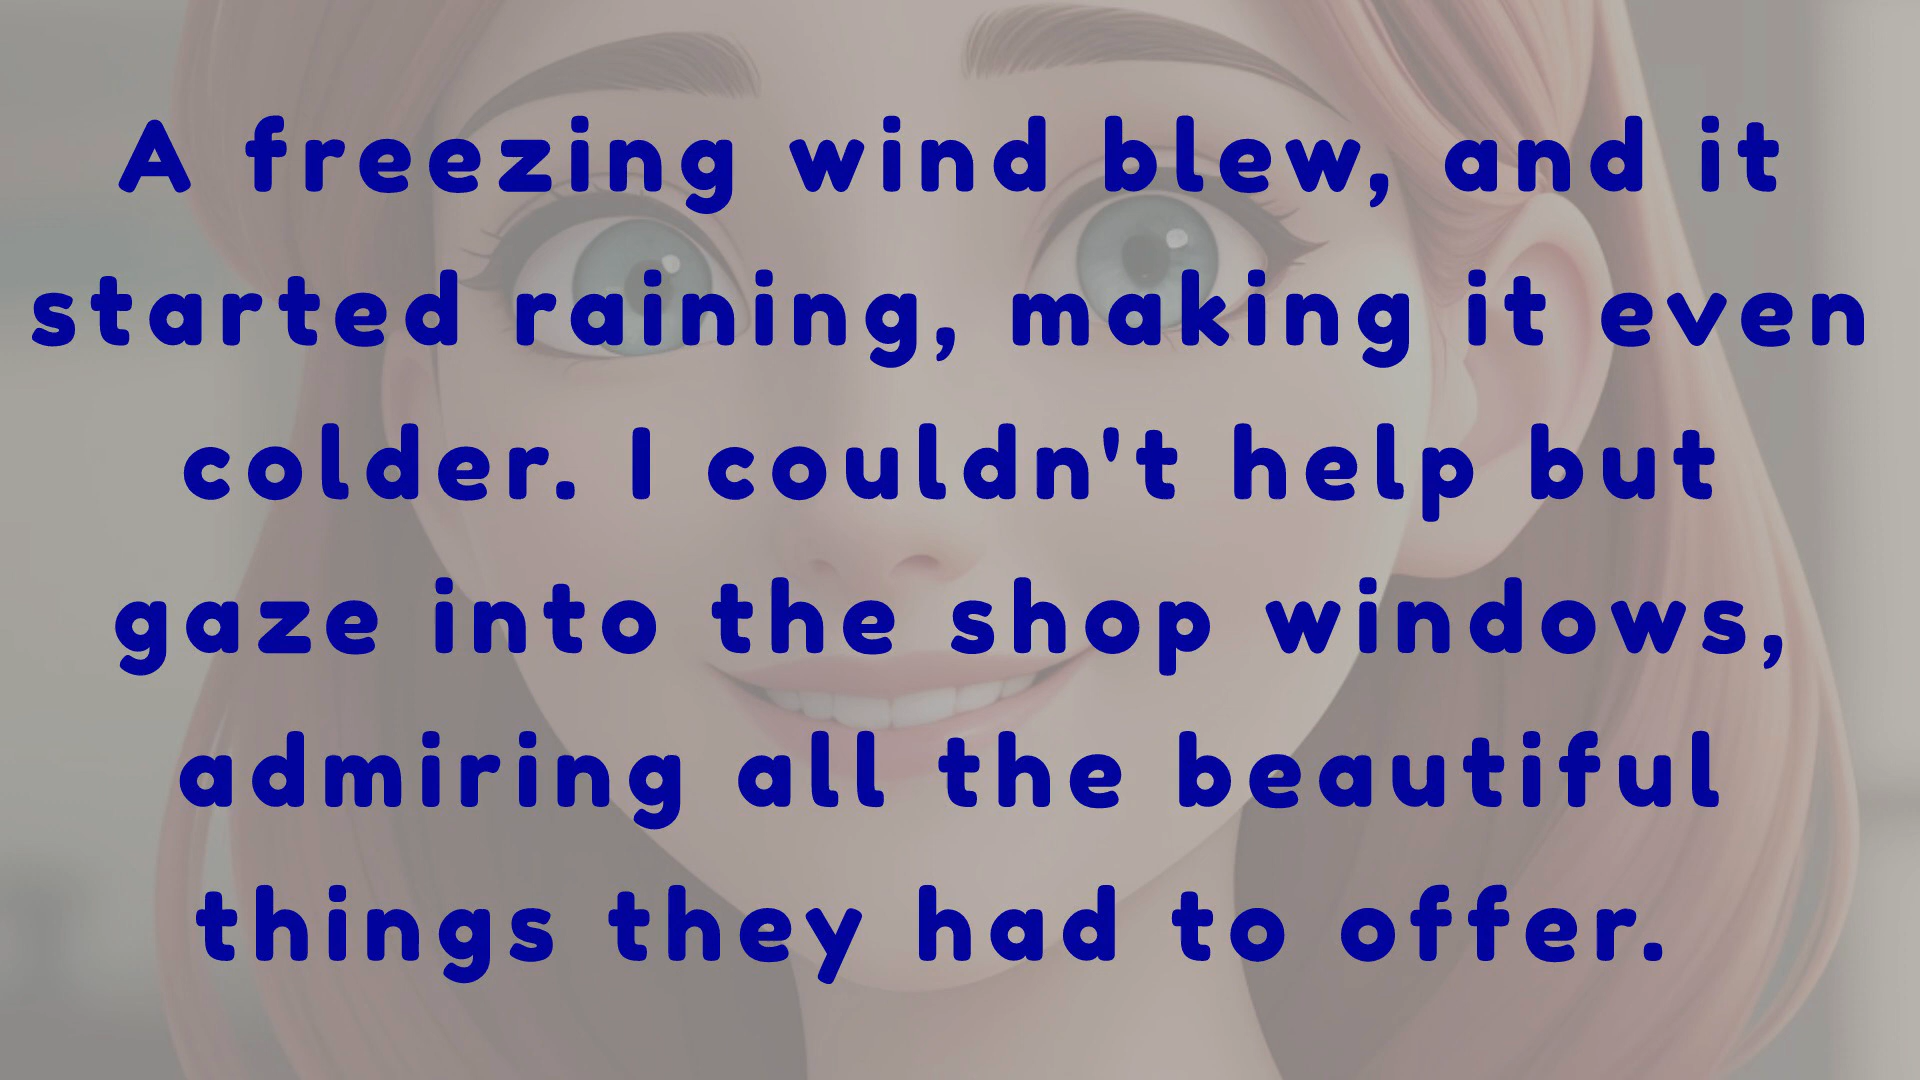 A freezing wind blew, and it
started raining, making it even
colder. I couldn't help but
gaze into the shop windows,
admiring all the beautiful
things they had to offer.